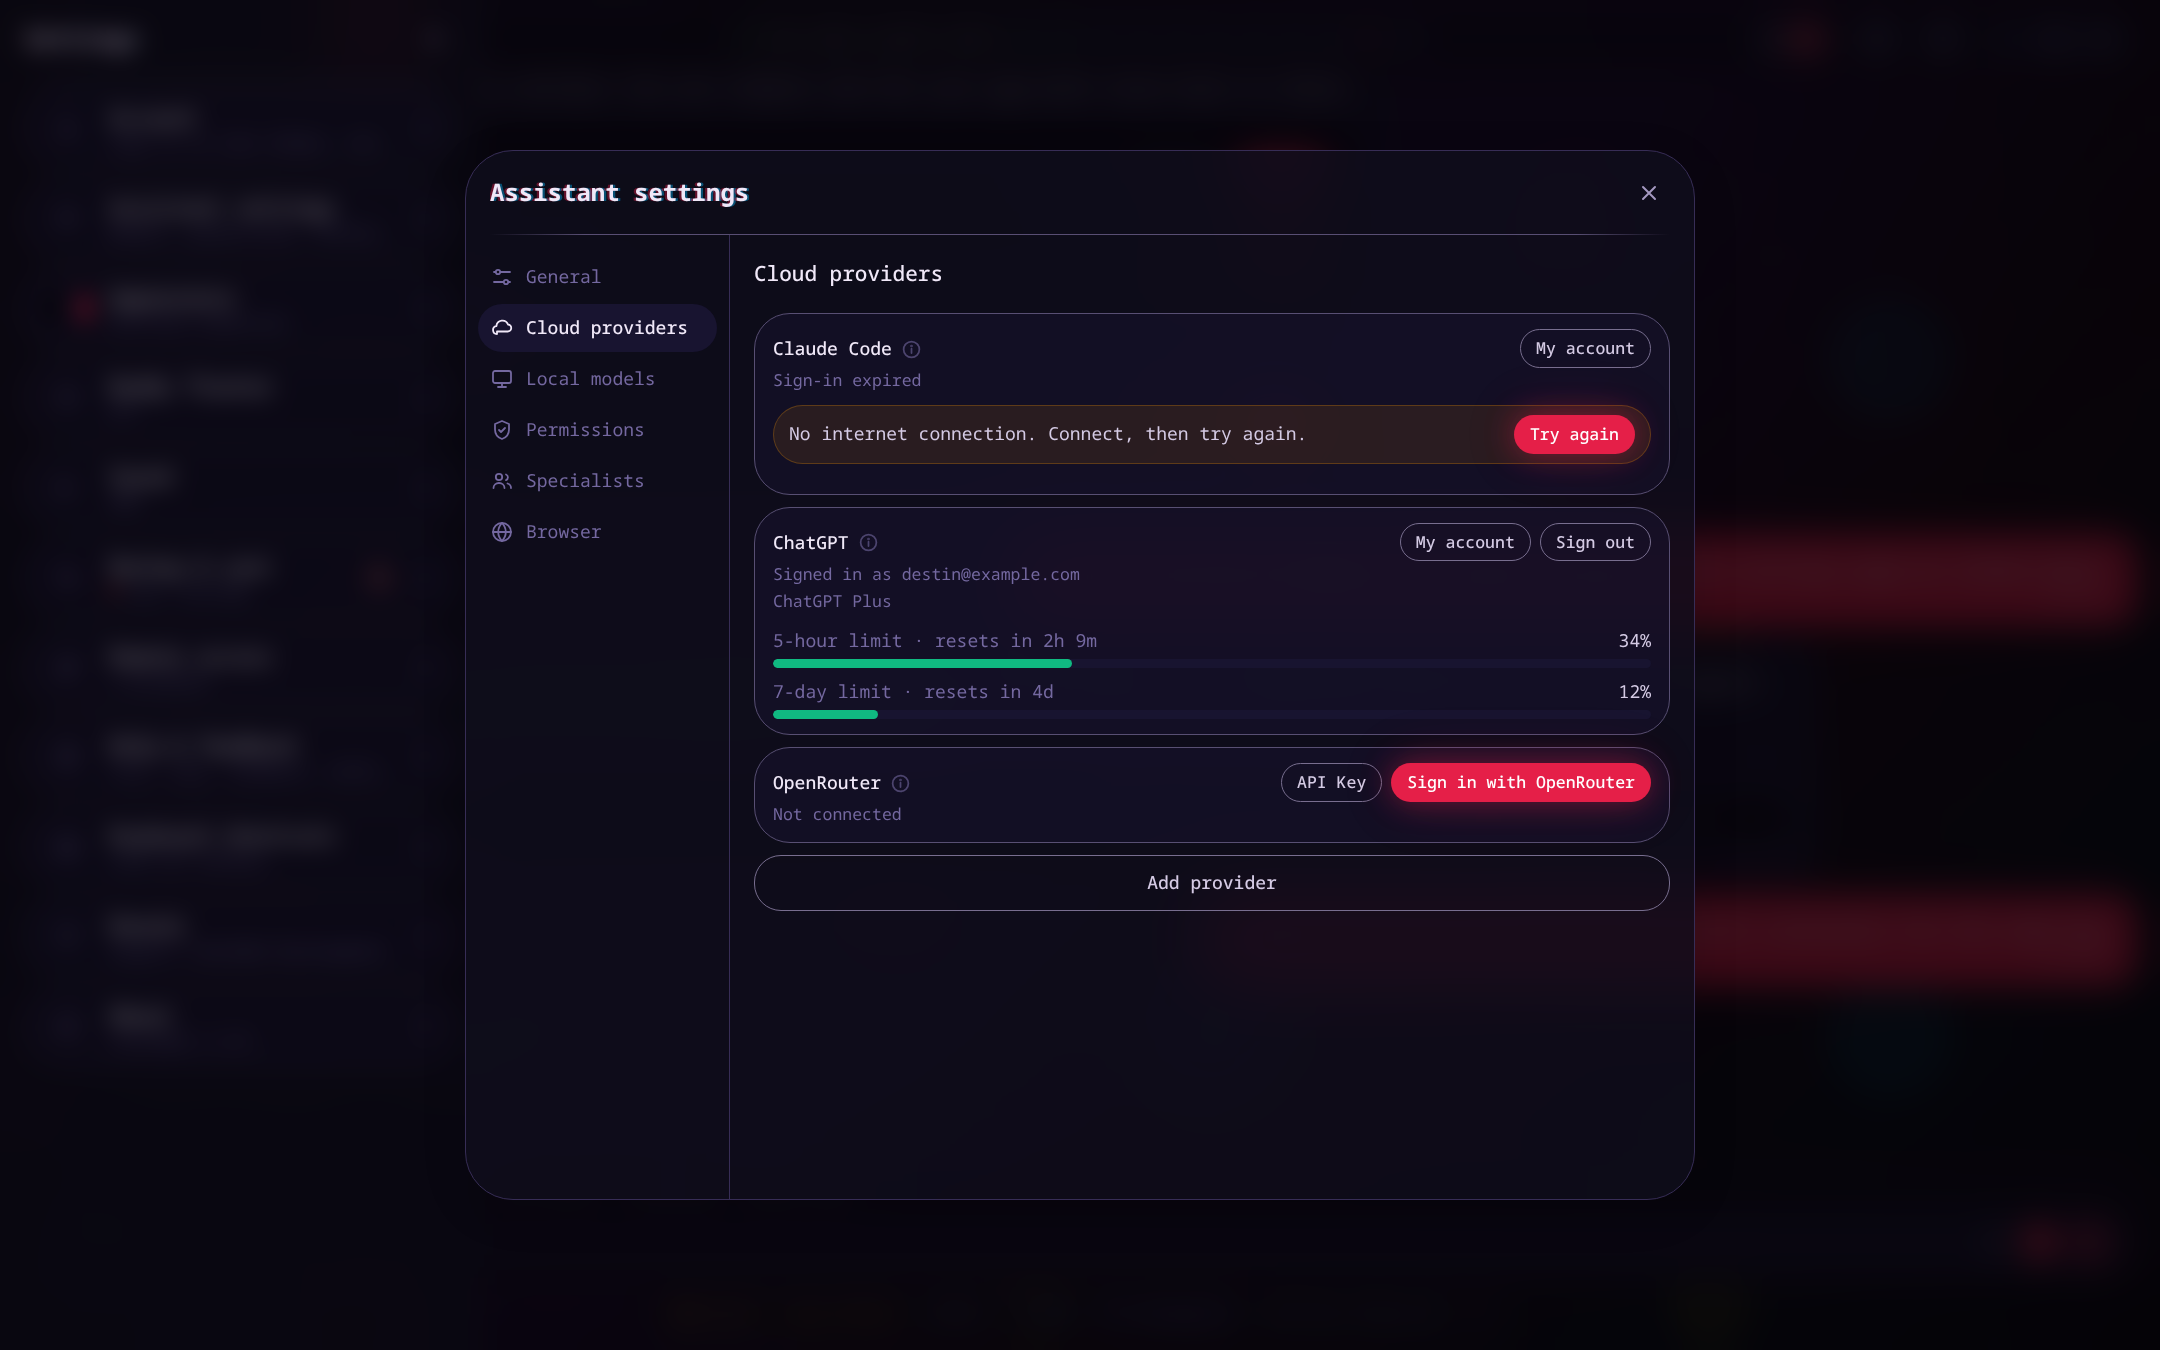 Assistant settings
General
Cloud providers
Local models
Permissions
Specialists
Browser
Cloud providers
Claude Code
My account
Sign-in expired
No internet connection. Connect, then try again.
Try again
ChatGPT
My account
Sign out
Signed in as destin@example.com
ChatGPT Plus
5-hour limit · resets in 2h 9m
34%
7-day limit · resets in 4d
12%
OpenRouter
API Key
Sign in with OpenRouter
Not connected
Add provider